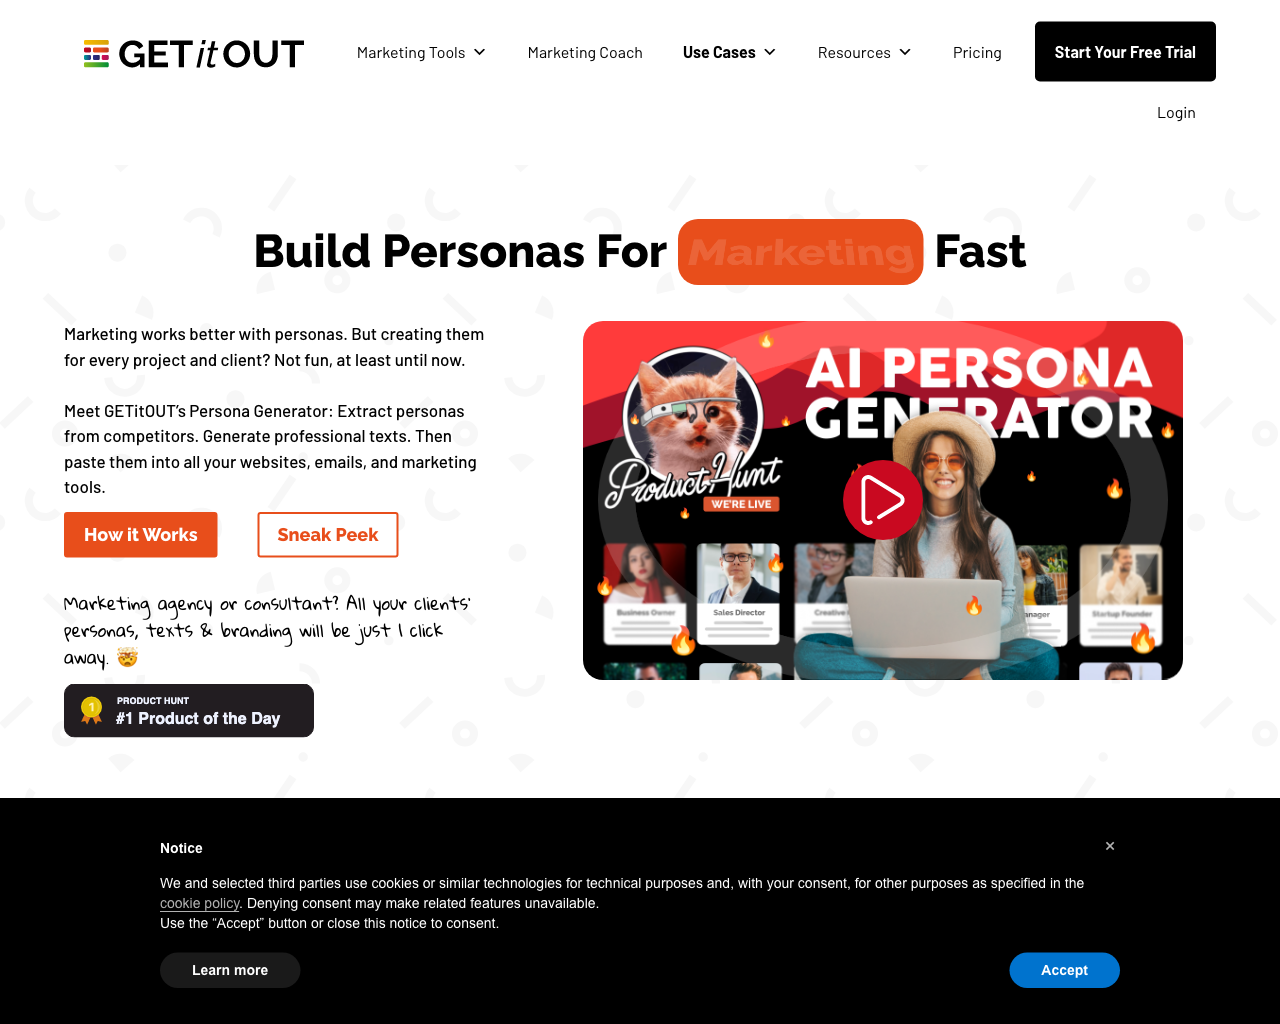 GETitOUT
Marketing Tools
Marketing Coach
Use Cases
Resources
Pricing
Start Your Free Trial
Login
Build Personas For Marketing Fast
Marketing works better with personas. But creating them
for every project and client? Not fun, at least until now.
Meet GETitOUT’s Persona Generator: Extract personas
from competitors. Generate professional texts. Then
paste them into all your websites, emails, and marketing
tools.
How it Works
Sneak Peek
Marketing agency or consultant? All your clients'
personas, texts & branding will be just 1 click
away. 🤯
1
PRODUCT HUNT
#1 Product of the Day
AI PERSONA
GENERATOR
Product Hunt
WE'RE LIVE
Business Owner
Sales Director
Creative
Manager
Startup Founder
Notice
×
We and selected third parties use cookies or similar technologies for technical purposes and, with your consent, for other purposes as specified in the
cookie policy. Denying consent may make related features unavailable.
Use the “Accept” button or close this notice to consent.
Learn more
Accept